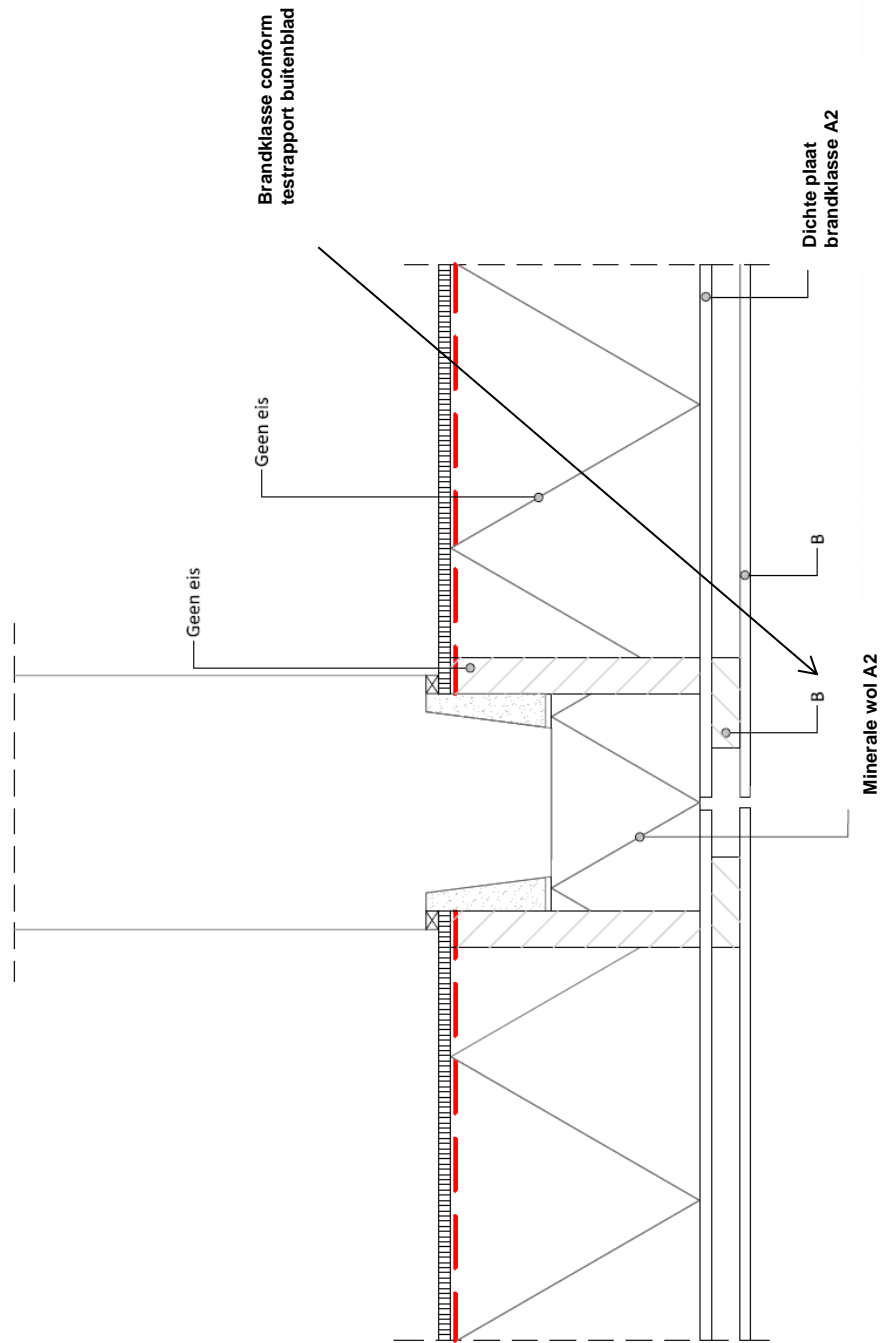 Brandklasse conform
testrapport buitenblad
Geen eis
Geen eis
Dichte plaat
brandklasse A2
B
B
Minerale wol A2